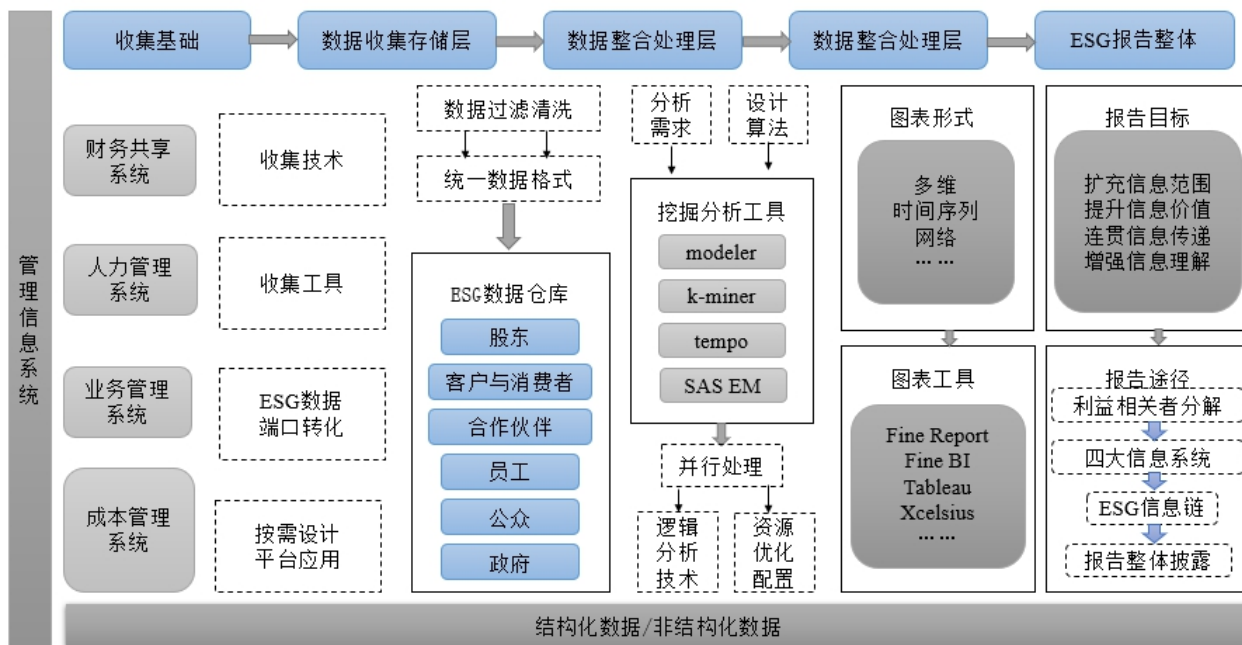 收集基础
数据收集存储层
数据整合处理层
数据整合处理层
ESG报告整体
管理信息系统
财务共享
系统
人力管理
系统
业务管理
系统
成本管理
系统
收集技术
收集工具
ESG数据
端口转化
按需设计
平台应用
数据过滤清洗
统一数据格式
ESG数据仓库
股东
客户与消费者
合作伙伴
员工
公众
政府
分析
需求
设计
算法
挖掘分析工具
modeler
k-miner
tempo
SAS EM
并行处理
逻辑
分析
技术
资源
优化
配置
图表形式
多维
时间序列
网络
... ...
图表工具
Fine Report
Fine BI
Tableau
Xcelsius
... ...
报告目标
扩充信息范围
提升信息价值
连贯信息传递
增强信息理解
报告途径
利益相关者分解
四大信息系统
ESG信息链
报告整体披露
结构化数据/非结构化数据